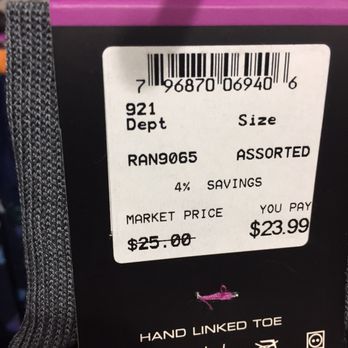 7 96870 06940 6
921
Dept Size
RAN9065 ASSORTED
4% SAVINGS
MARKET PRICE YOU PAY
$25.00 $23.99
HAND LINKED TOE